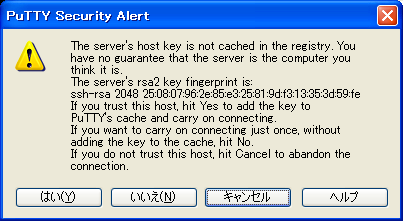 PuTTY Security Alert
The server's host key is not cached in the registry. You
have no guarantee that the server is the computer you
think it is.
The server's rsa2 key fingerprint is:
ssh-rsa 2048 25:08:07:96:2e:85:e3:25:81:9d:f3:13:35:3d:59:fe
If you trust this host, hit Yes to add the key to
PuTTY's cache and carry on connecting.
If you want to carry on connecting just once, without
adding the key to the cache, hit No.
If you do not trust this host, hit Cancel to abandon the
connection.
はい(Y)
いいえ(N)
キャンセル
ヘルプ